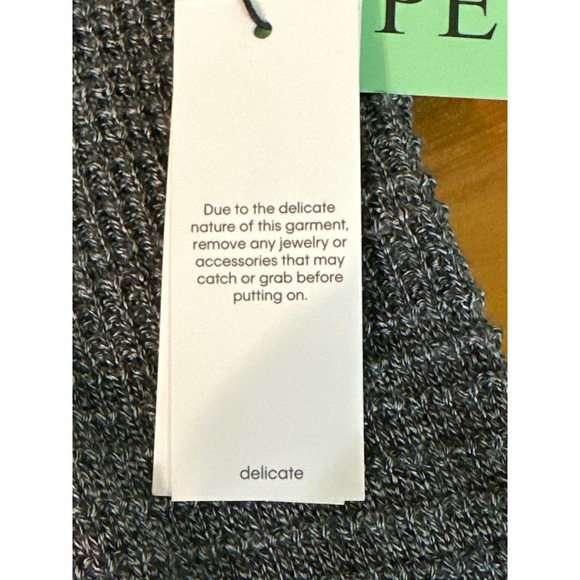 PE
Due to the delicate
nature of this garment,
remove any jewelry or
accessories that may
catch or grab before
putting on.
delicate